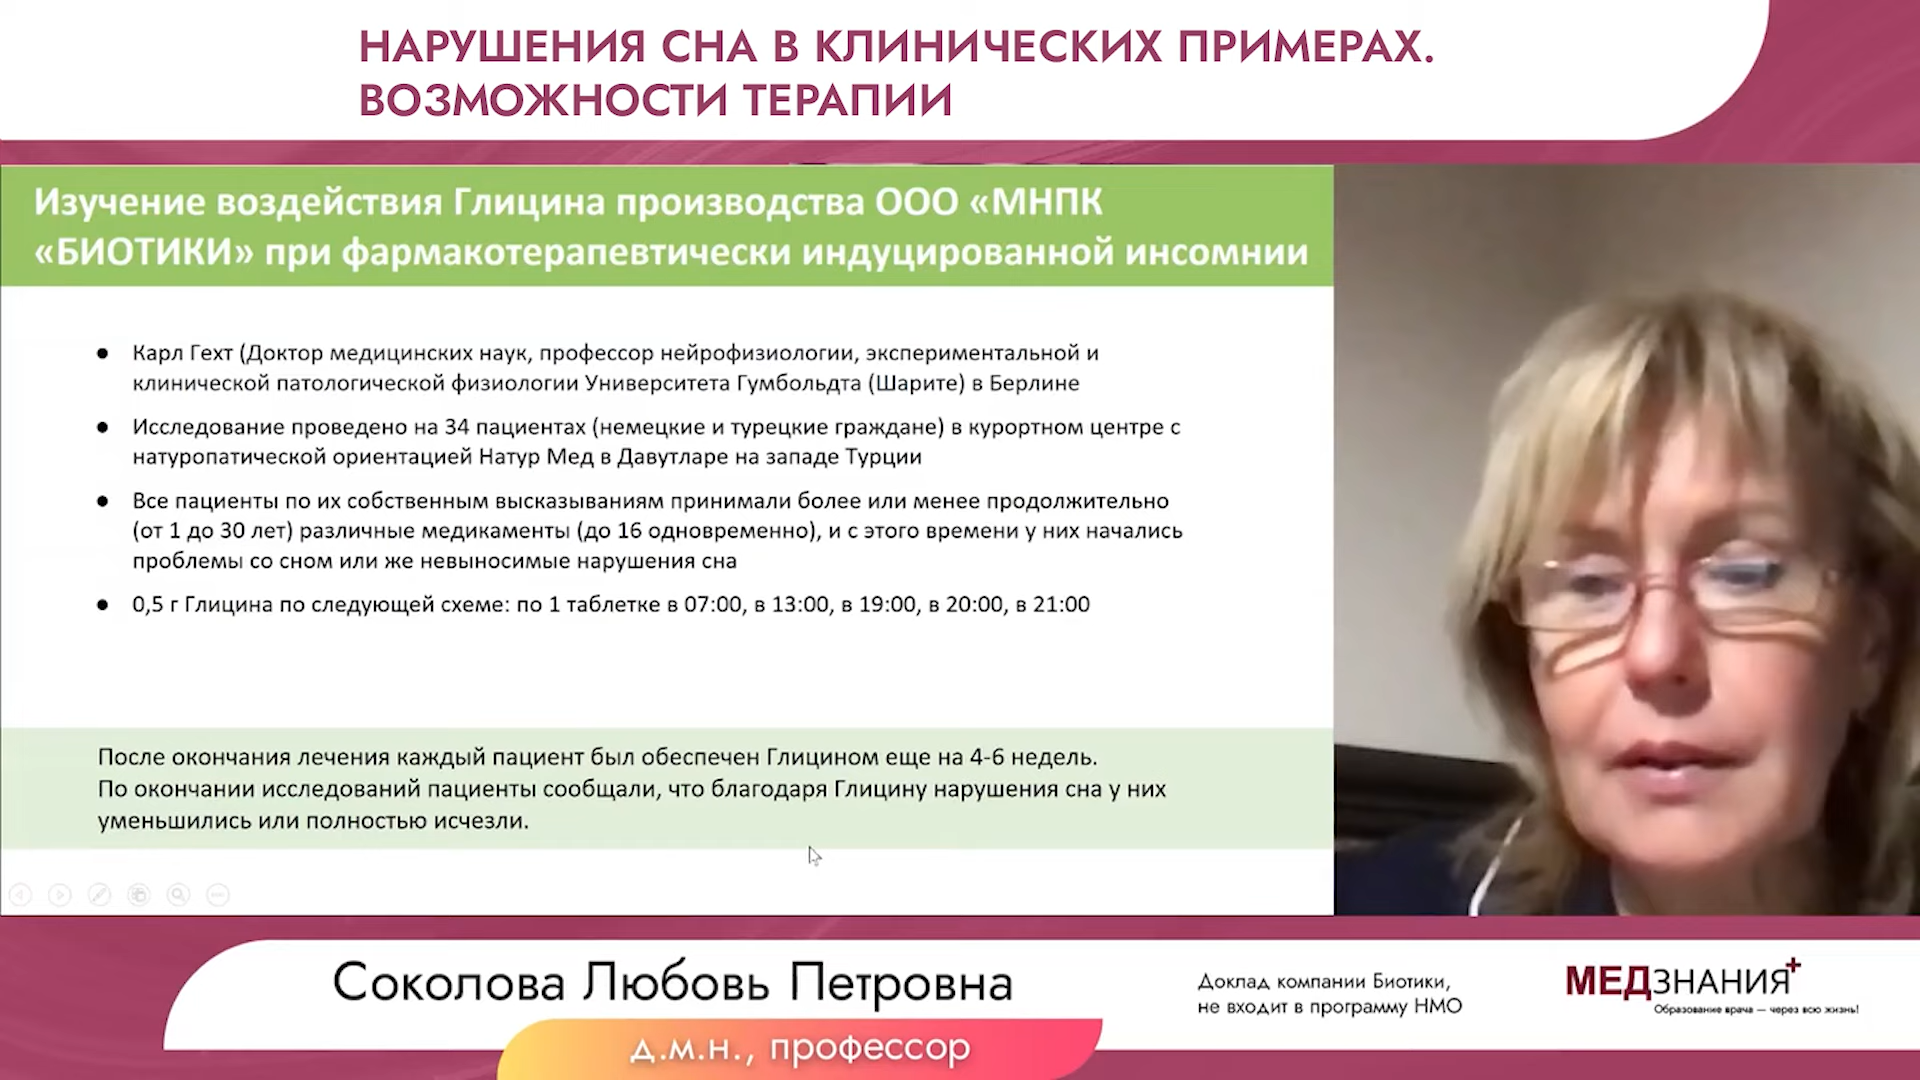 НАРУШЕНИЯ СНА В КЛИНИЧЕСКИХ ПРИМЕРАХ.
ВОЗМОЖНОСТИ ТЕРАПИИ
Изучение воздействия Глицина производства ООО «МНПК
«БИОТИКИ» при фармакотерапевтически индуцированной инсомнии
● Карл Гехт (Доктор медицинских наук, профессор нейрофизиологии, экспериментальной и
клинической патологической физиологии Университета Гумбольдта (Шарите) в Берлине
● Исследование проведено на 34 пациентах (немецкие и турецкие граждане) в курортном центре с
натуропатической ориентацией Натур Мед в Давутларе на западе Турции
● Все пациенты по их собственным высказываниям принимали более или менее продолжительно
(от 1 до 30 лет) различные медикаменты (до 16 одновременно), и с этого времени у них начались
проблемы со сном или же невыносимые нарушения сна
● 0,5 г Глицина по следующей схеме: по 1 таблетке в 07:00, в 13:00, в 19:00, в 20:00, в 21:00
После окончания лечения каждый пациент был обеспечен Глицином еще на 4-6 недель.
По окончании исследований пациенты сообщали, что благодаря Глицину нарушения сна у них
уменьшились или полностью исчезли.
Соколова Любовь Петровна
д.м.н., профессор
Доклад компании Биотики,
не входит в программу НМО
МЕДЗНАНИЯ+
Образование врача — через всю жизнь!